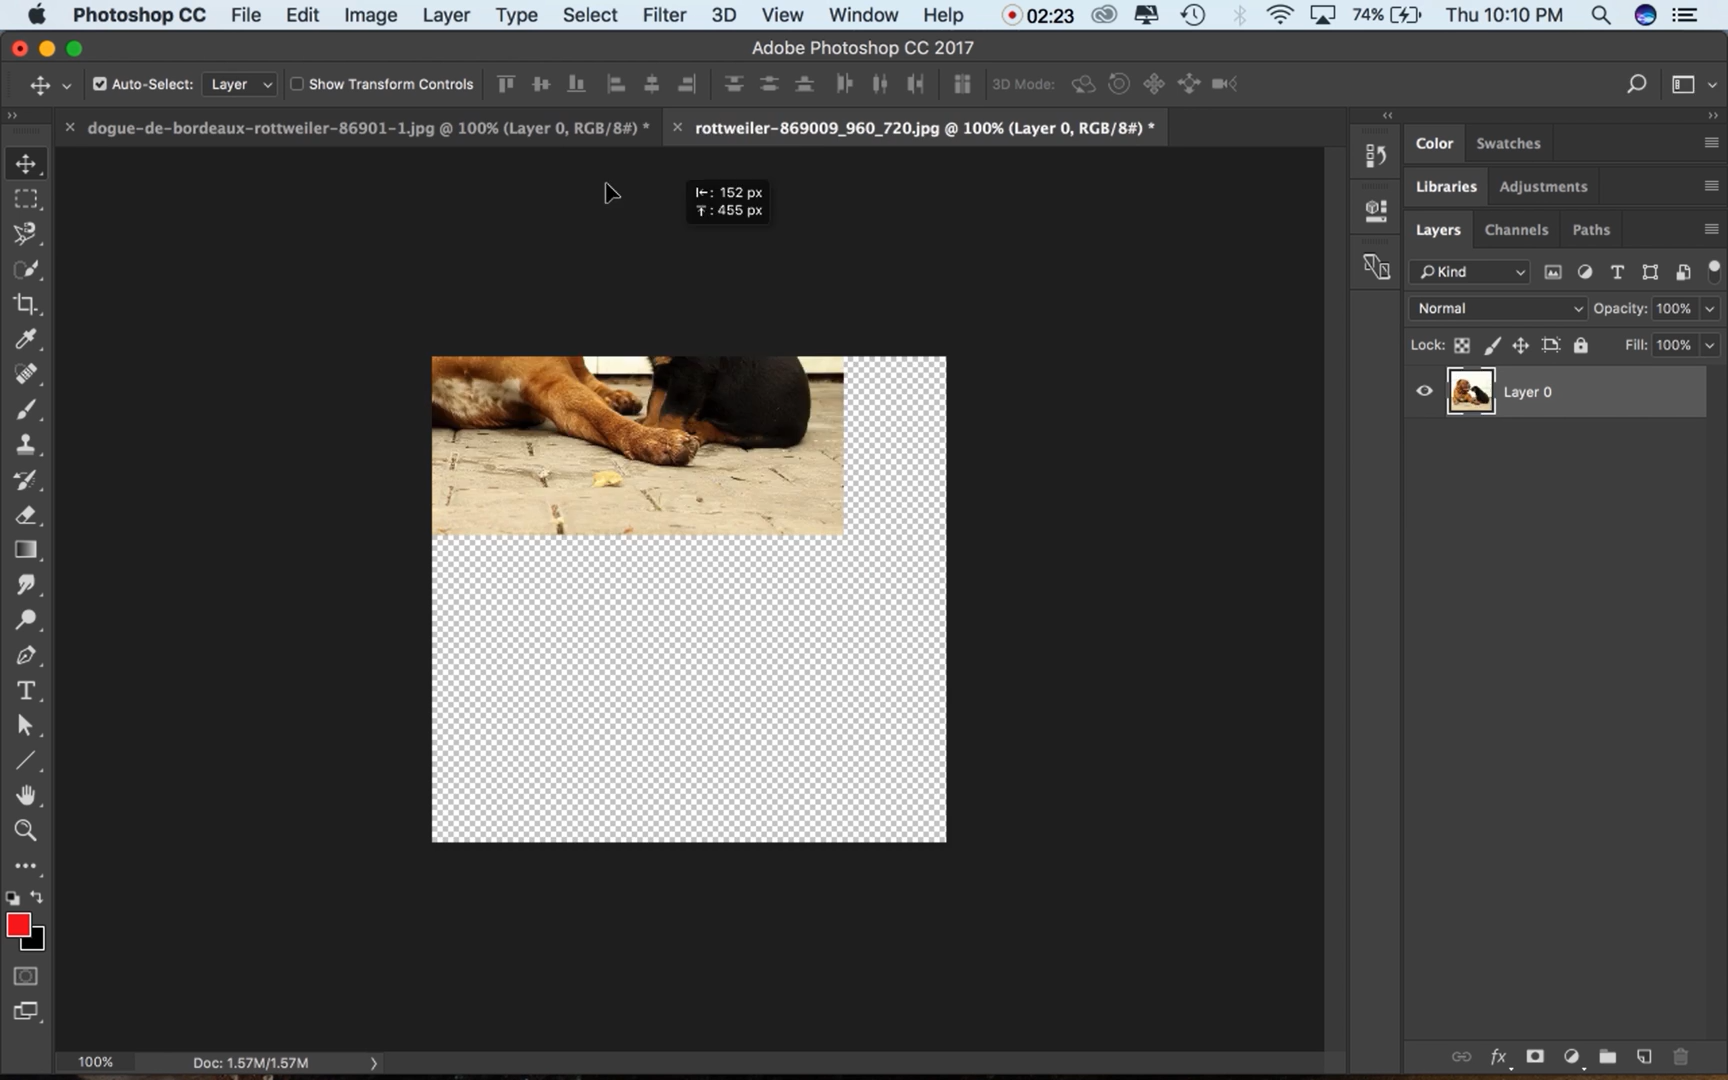 Photoshop CC File Edit Image Layer Type Select Filter 3D View Window Help 02:23 74% Thu 10:10 PM
Adobe Photoshop CC 2017
Auto-Select: Layer Show Transform Controls 3D Mode:
dogue-de-bordeaux-rottweiler-86901-1.jpg @ 100% (Layer 0, RGB/8#) * rottweiler-869009_960_720.jpg @ 100% (Layer 0, RGB/8#) *
Color Swatches
Libraries Adjustments
: 152 px
: 455 px
Layers Channels Paths
Kind
Normal Opacity: 100%
Lock: Fill: 100%
Layer 0
fx
100% Doc: 1.57M/1.57M